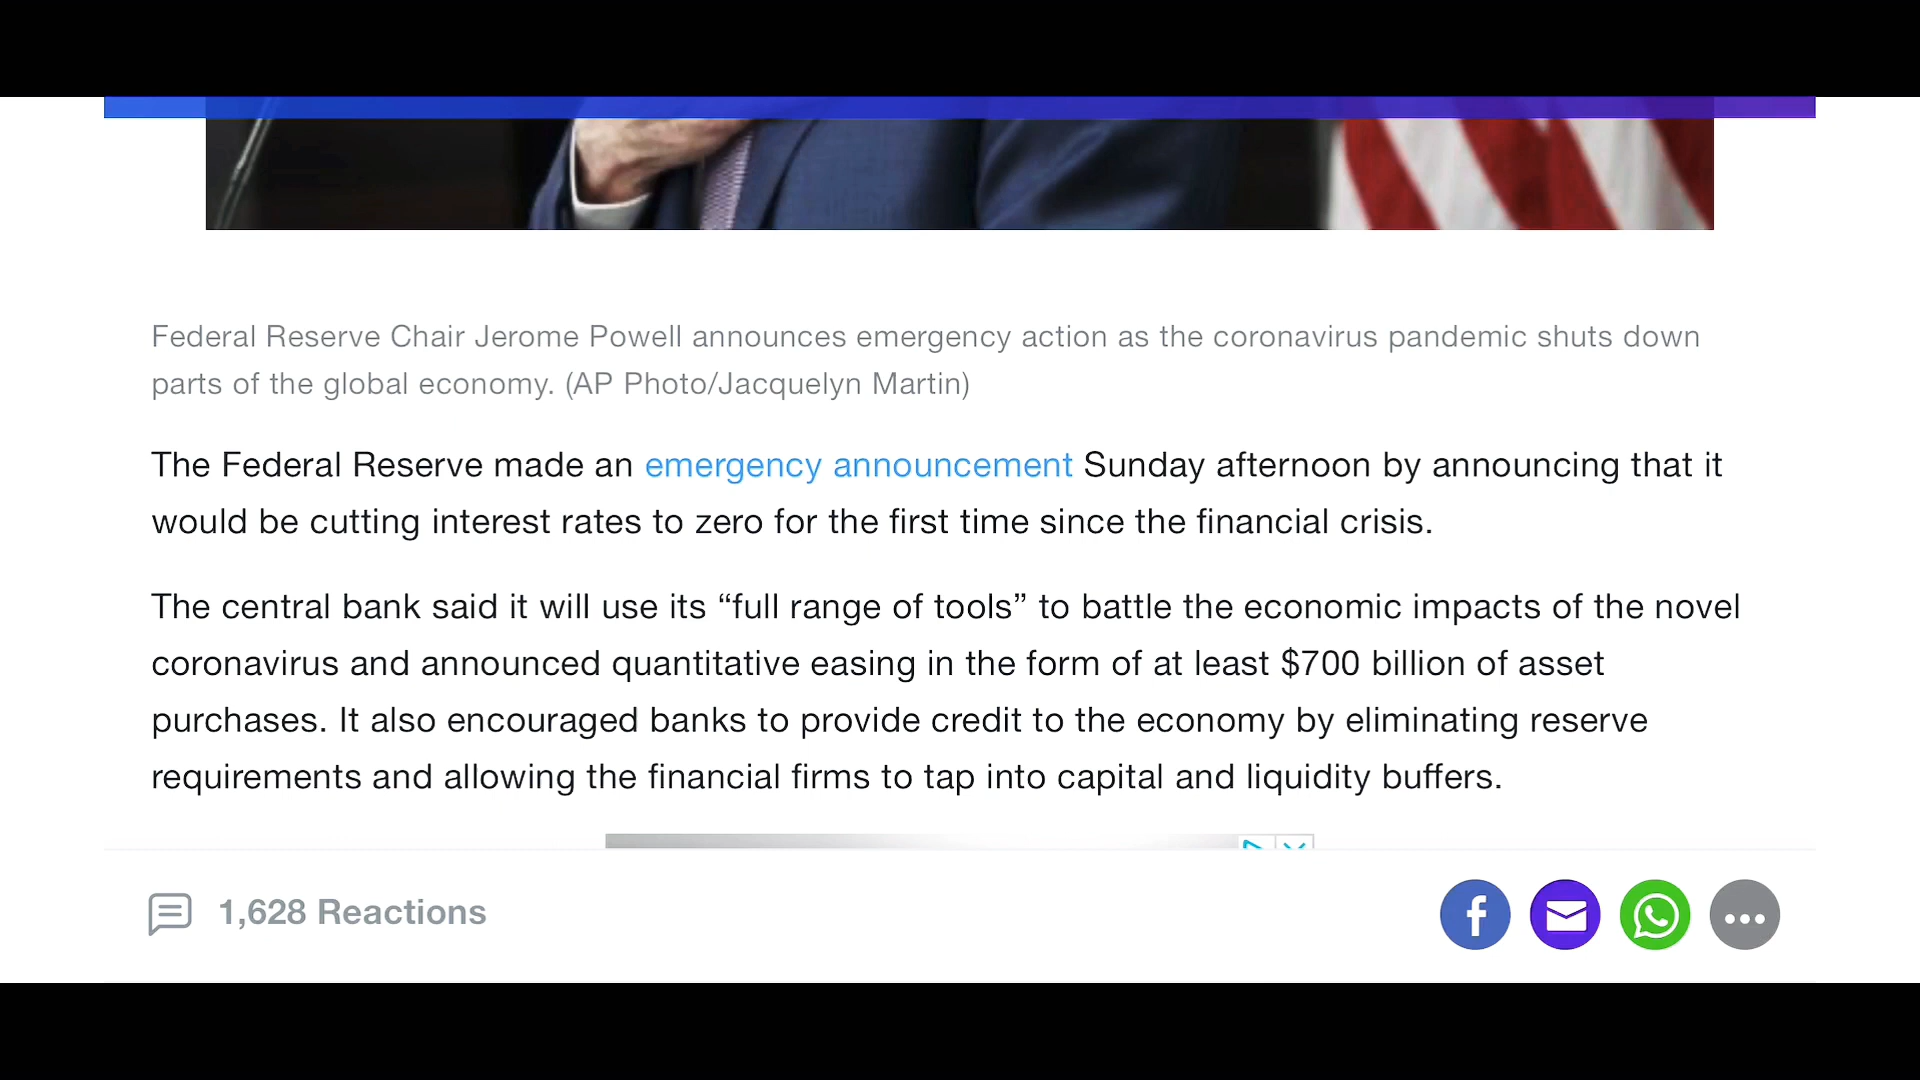 Federal Reserve Chair Jerome Powell announces emergency action as the coronavirus pandemic shuts down
parts of the global economy. (AP Photo/Jacquelyn Martin)
The Federal Reserve made an emergency announcement Sunday afternoon by announcing that it
would be cutting interest rates to zero for the first time since the financial crisis.
The central bank said it will use its “full range of tools” to battle the economic impacts of the novel
coronavirus and announced quantitative easing in the form of at least $700 billion of asset
purchases. It also encouraged banks to provide credit to the economy by eliminating reserve
requirements and allowing the financial firms to tap into capital and liquidity buffers.
1,628 Reactions